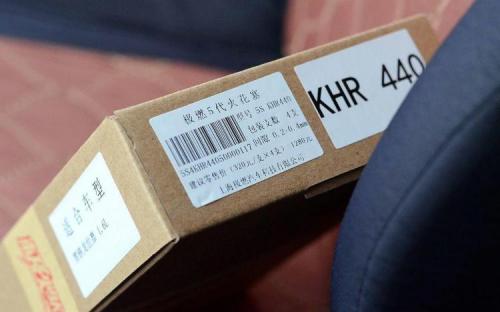 极燃5代火花塞
型号 5S KHR440
包装支数 4支
SS4KHR440S0000117 间隙 0.2-0.4mm
建议零售价 (320元/支×4支) 1280元
上海极燃汽车科技有限公司
KHR 440
适合车型
1.6L